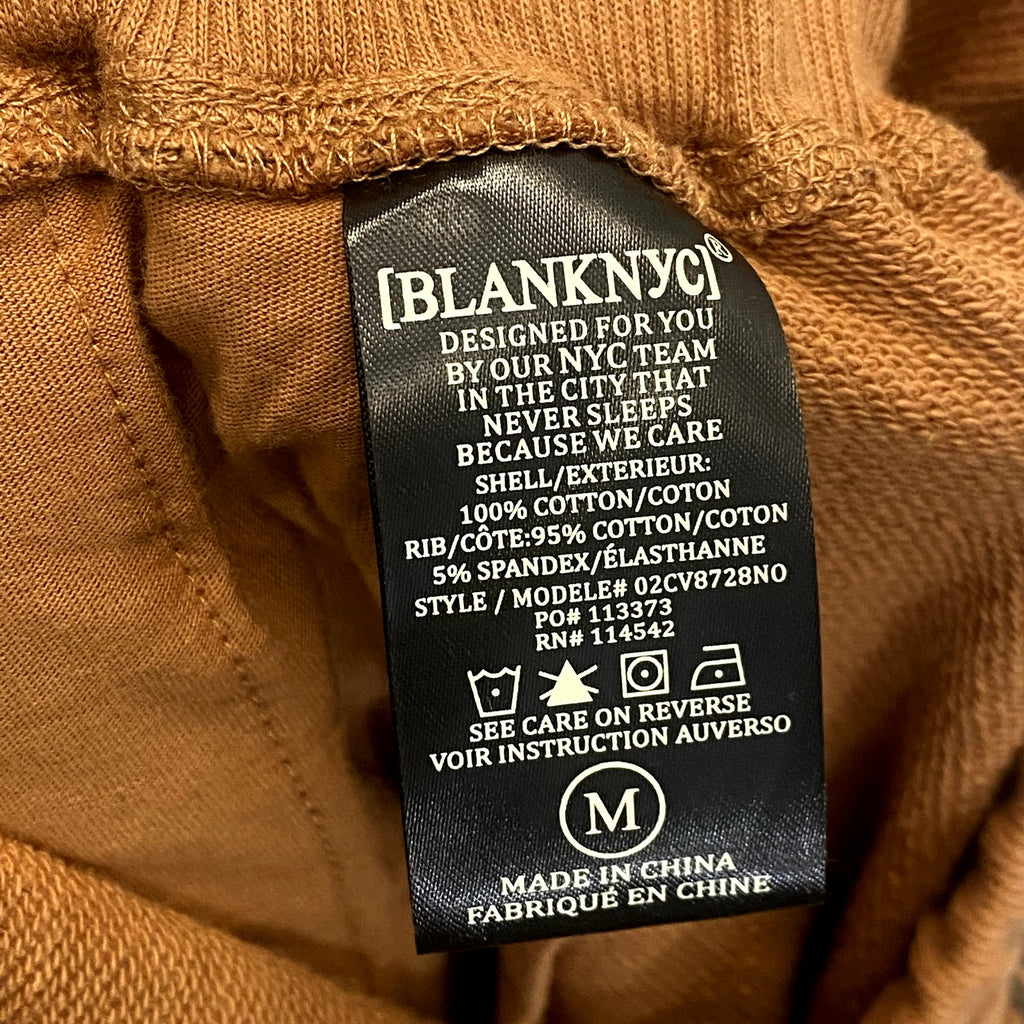 [BLANKNYC]®
DESIGNED FOR YOU
BY OUR NYC TEAM
IN THE CITY THAT
NEVER SLEEPS
BECAUSE WE CARE
SHELL/EXTERIEUR:
100% COTTON/COTON
RIB/CÔTE:95% COTTON/COTON
5% SPANDEX/ÉLASTHANNE
STYLE / MODELE# 02CV8728NO
PO# 113373
RN# 114542
SEE CARE ON REVERSE
VOIR INSTRUCTION AUVERSO
M
MADE IN CHINA
FABRIQUÉ EN CHINE